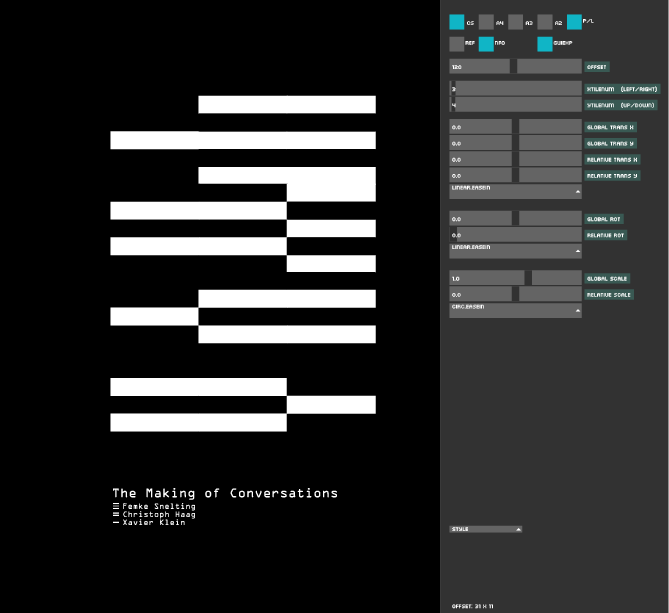 The Making of Conversations
Femke Snelting
Christoph Haag
Xavier Klein
CS A4 A3 A2 P/L
REF INFO GUIEXP
120 OFFSET
3 XTILENUM (LEFT/RIGHT)
4 YTILENUM (UP/DOWN)
0.0 GLOBAL TRANS X
0.0 GLOBAL TRANS Y
0.0 RELATIVE TRANS X
0.0 RELATIVE TRANS Y
LINEAR.EASEIN
0.0 GLOBAL ROT
0.0 RELATIVE ROT
LINEAR.EASEIN
1.0 GLOBAL SCALE
0.0 RELATIVE SCALE
CIRC.EASEIN
STYLE
OFFSET: 31 X 11